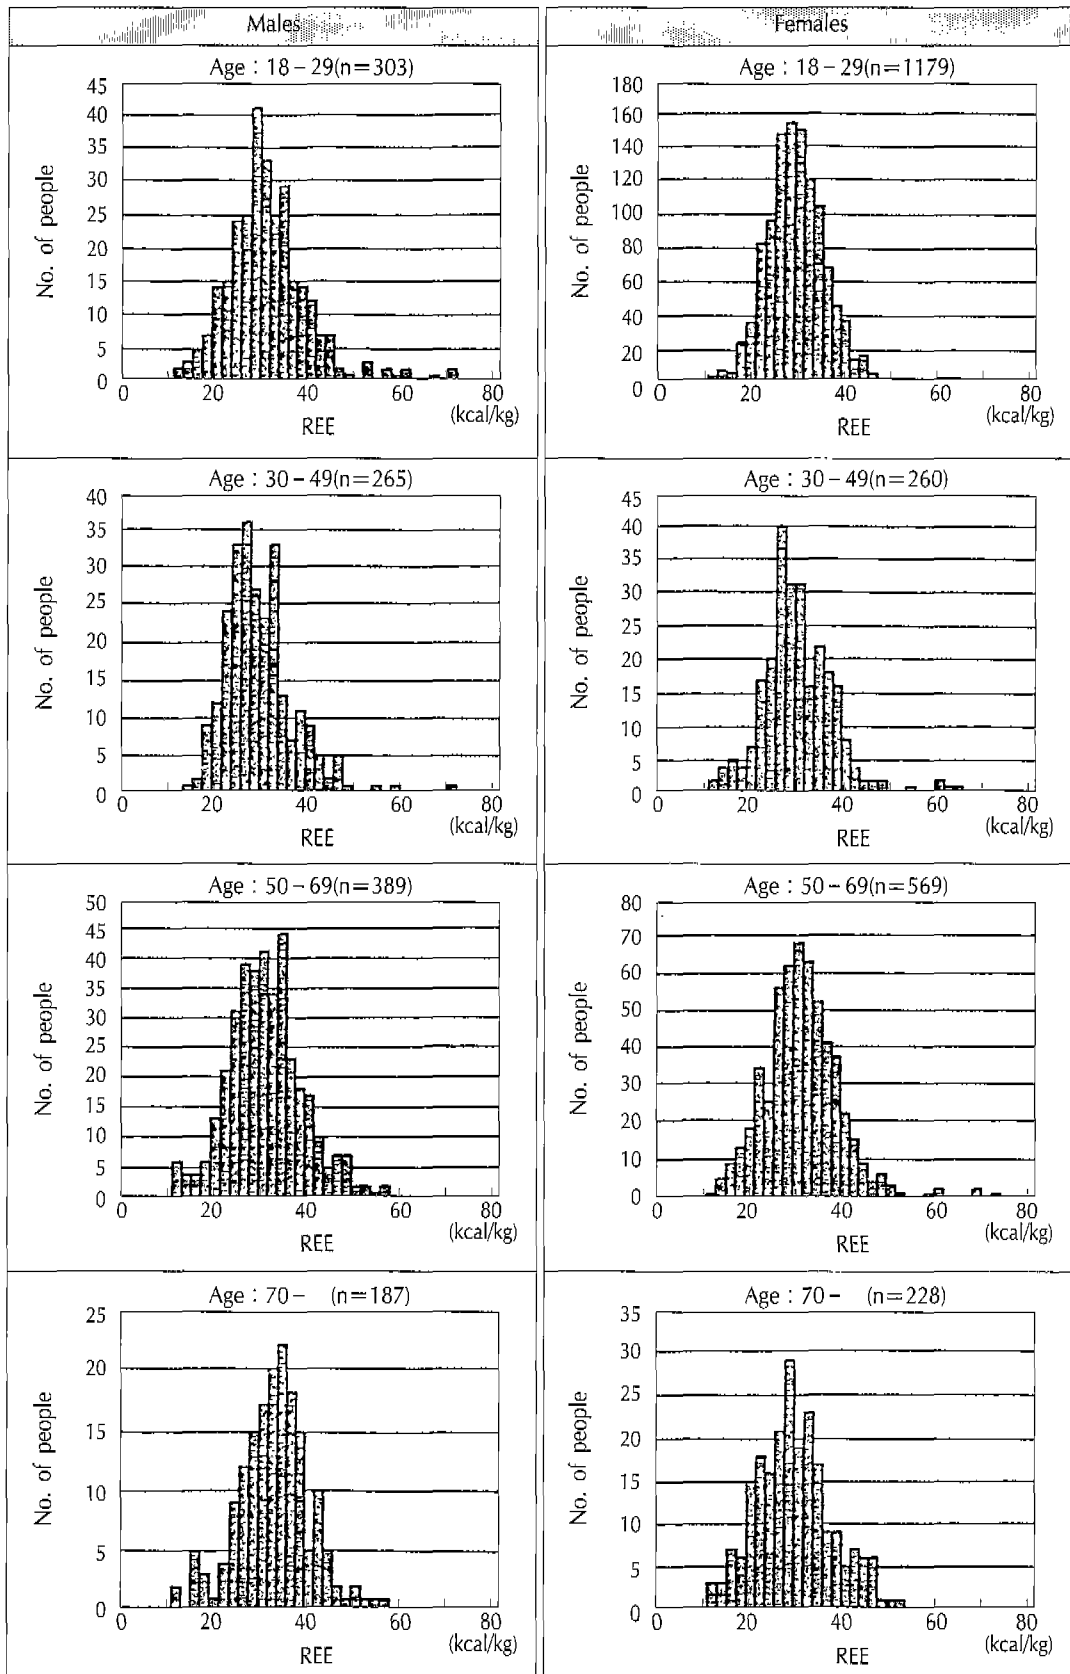 Males
Females
Age : 18 – 29(n=303)
45
40
35
30
25
20
15
10
5
0
No. of people
0 20 40 60 80
(kcal/kg)
REE
Age : 18 – 29(n=1179)
180
160
140
120
100
80
60
40
20
0
No. of people
0 20 40 60 80
(kcal/kg)
REE
Age : 30 – 49(n=265)
40
35
30
25
20
15
10
5
0
No. of people
0 20 40 60 80
(kcal/kg)
REE
Age : 30 – 49(n=260)
45
40
35
30
25
20
15
10
5
0
No. of people
0 20 40 60 80
(kcal/kg)
REE
Age : 50 – 69(n=389)
50
45
40
35
30
25
20
15
10
5
0
No. of people
0 20 40 60 80
(kcal/kg)
REE
Age : 50 – 69(n=569)
80
70
60
50
40
30
20
10
0
No. of people
0 20 40 60 80
(kcal/kg)
REE
Age : 70 – (n=187)
25
20
15
10
5
0
No. of people
0 20 40 60 80
(kcal/kg)
REE
Age : 70 – (n=228)
35
30
25
20
15
10
5
0
No. of people
0 20 40 60 80
(kcal/kg)
REE